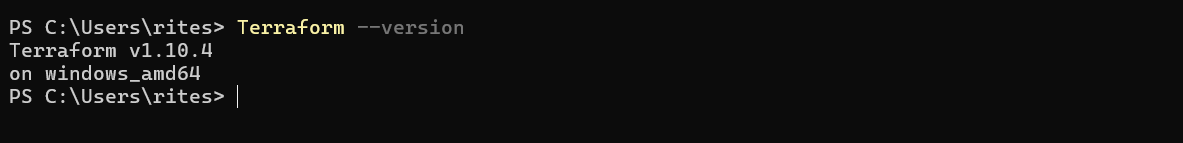 PS C:\Users\rites> Terraform --version
Terraform v1.10.4
on windows_amd64
PS C:\Users\rites>